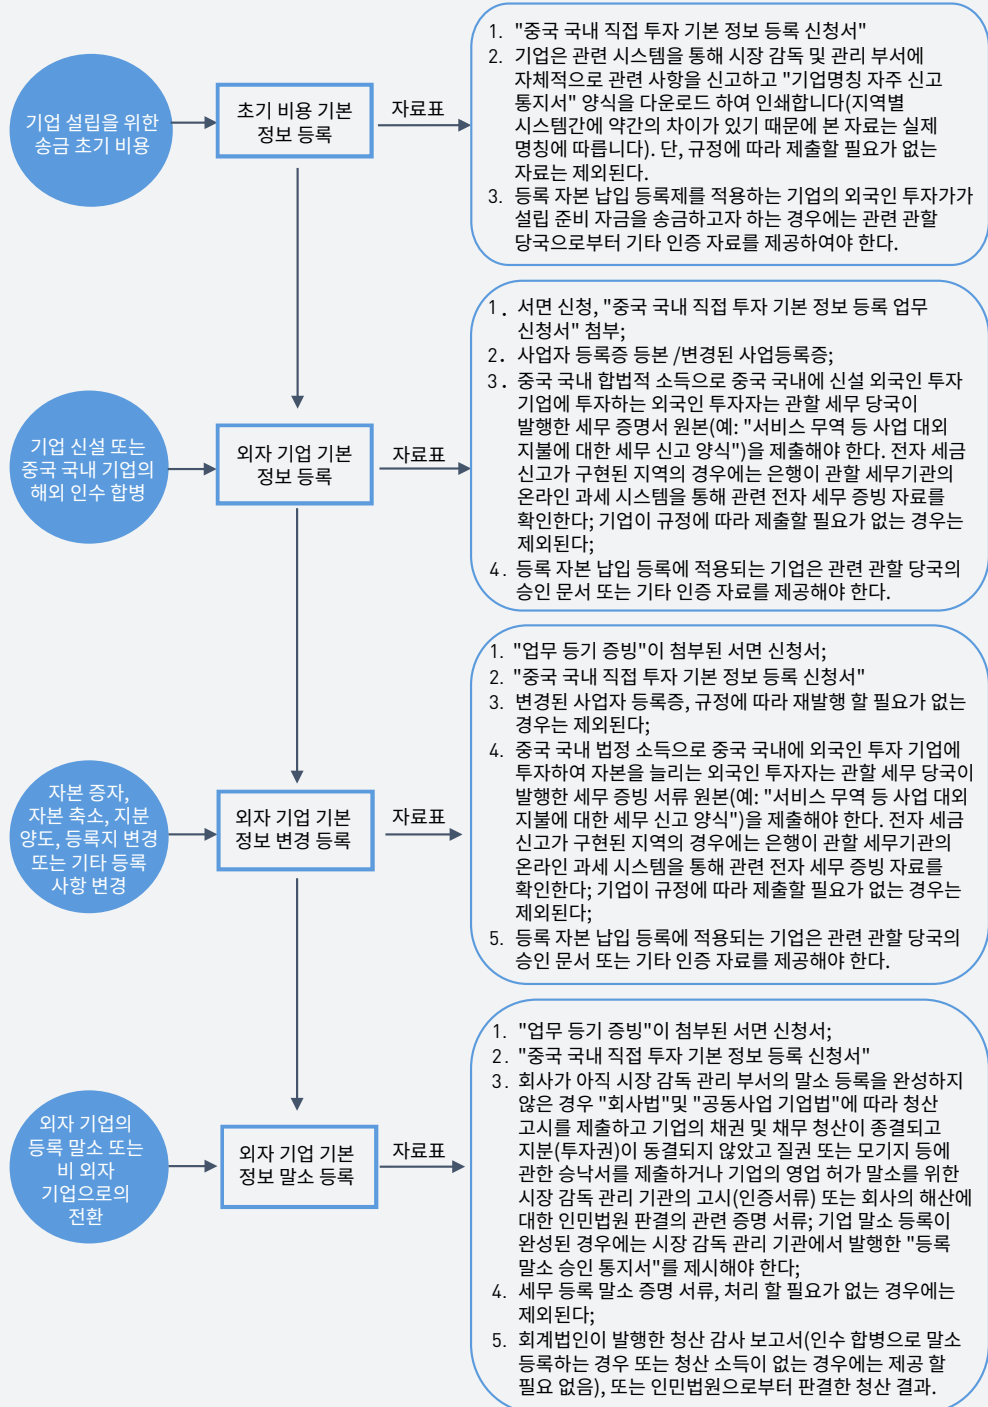 기업 설립을 위한
송금 초기 비용
초기 비용 기본
정보 등록
자료표
1. "중국 국내 직접 투자 기본 정보 등록 신청서"
2. 기업은 관련 시스템을 통해 시장 감독 및 관리 부서에
자체적으로 관련 사항을 신고하고 "기업명칭 자주 신고
통지서" 양식을 다운로드 하여 인쇄합니다(지역별
시스템간에 약간의 차이가 있기 때문에 본 자료는 실제
명칭에 따릅니다). 단, 규정에 따라 제출할 필요가 없는
자료는 제외된다.
3. 등록 자본 납입 등록제를 적용하는 기업의 외국인 투자가가
설립 준비 자금을 송금하고자 하는 경우에는 관련 관할
당국으로부터 기타 인증 자료를 제공하여야 한다.
기업 신설 또는
중국 국내 기업의
해외 인수 합병
외자 기업 기본
정보 등록
자료표
1. 서면 신청, "중국 국내 직접 투자 기본 정보 등록 업무
신청서" 첨부;
2. 사업자 등록증 등본 /변경된 사업등록증;
3. 중국 국내 합법적 소득으로 중국 국내에 신설 외국인 투자
기업에 투자하는 외국인 투자자는 관할 세무 당국이
발행한 세무 증명서 원본(예: "서비스 무역 등 사업 대외
지불에 대한 세무 신고 양식")을 제출해야 한다. 전자 세금
신고가 구현된 지역의 경우에는 은행이 관할 세무기관의
온라인 과세 시스템을 통해 관련 전자 세무 증빙 자료를
확인한다; 기업이 규정에 따라 제출할 필요가 없는 경우는
제외된다;
4. 등록 자본 납입 등록에 적용되는 기업은 관련 관할 당국의
승인 문서 또는 기타 인증 자료를 제공해야 한다.
자본 증자,
자본 축소, 지분
양도, 등록지 변경
또는 기타 등록
사항 변경
외자 기업 기본
정보 변경 등록
자료표
1. "업무 등기 증빙"이 첨부된 서면 신청서;
2. "중국 국내 직접 투자 기본 정보 등록 신청서"
3. 변경된 사업자 등록증, 규정에 따라 재발행 할 필요가 없는
경우는 제외된다;
4. 중국 국내 법정 소득으로 중국 국내에 외국인 투자 기업에
투자하여 자본을 늘리는 외국인 투자자는 관할 세무 당국이
발행한 세무 증빙 서류 원본(예: "서비스 무역 등 사업 대외
지불에 대한 세무 신고 양식")을 제출해야 한다. 전자 세금
신고가 구현된 지역의 경우에는 은행이 관할 세무기관의
온라인 과세 시스템을 통해 관련 전자 세무 증빙 자료를
확인한다; 기업이 규정에 따라 제출할 필요가 없는 경우는
제외된다;
5. 등록 자본 납입 등록에 적용되는 기업은 관련 관할 당국의
승인 문서 또는 기타 인증 자료를 제공해야 한다.
외자 기업의
등록 말소 또는
비 외자
기업으로의
전환
외자 기업 기본
정보 말소 등록
자료표
1. "업무 등기 증빙"이 첨부된 서면 신청서;
2. "중국 국내 직접 투자 기본 정보 등록 신청서"
3. 회사가 아직 시장 감독 관리 부서의 말소 등록을 완성하지
않은 경우 "회사법"및 "공동사업 기업법"에 따라 청산
고시를 제출하고 기업의 채권 및 채무 청산이 종결되고
지분(투자권)이 동결되지 않았고 질권 또는 모기지 등에
관한 승낙서를 제출하거나 기업의 영업 허가 말소를 위한
시장 감독 관리 기관의 고시(인증서류) 또는 회사의 해산에
대한 인민법원 판결의 관련 증명 서류; 기업 말소 등록이
완성된 경우에는 시장 감독 관리 기관에서 발행한 "등록
말소 승인 통지서"를 제시해야 한다;
4. 세무 등록 말소 증명 서류, 처리 할 필요가 없는 경우에는
제외된다;
5. 회계법인이 발행한 청산 감사 보고서(인수 합병으로 말소
등록하는 경우 또는 청산 소득이 없는 경우에는 제공 할
필요 없음), 또는 인민법원으로부터 판결한 청산 결과.